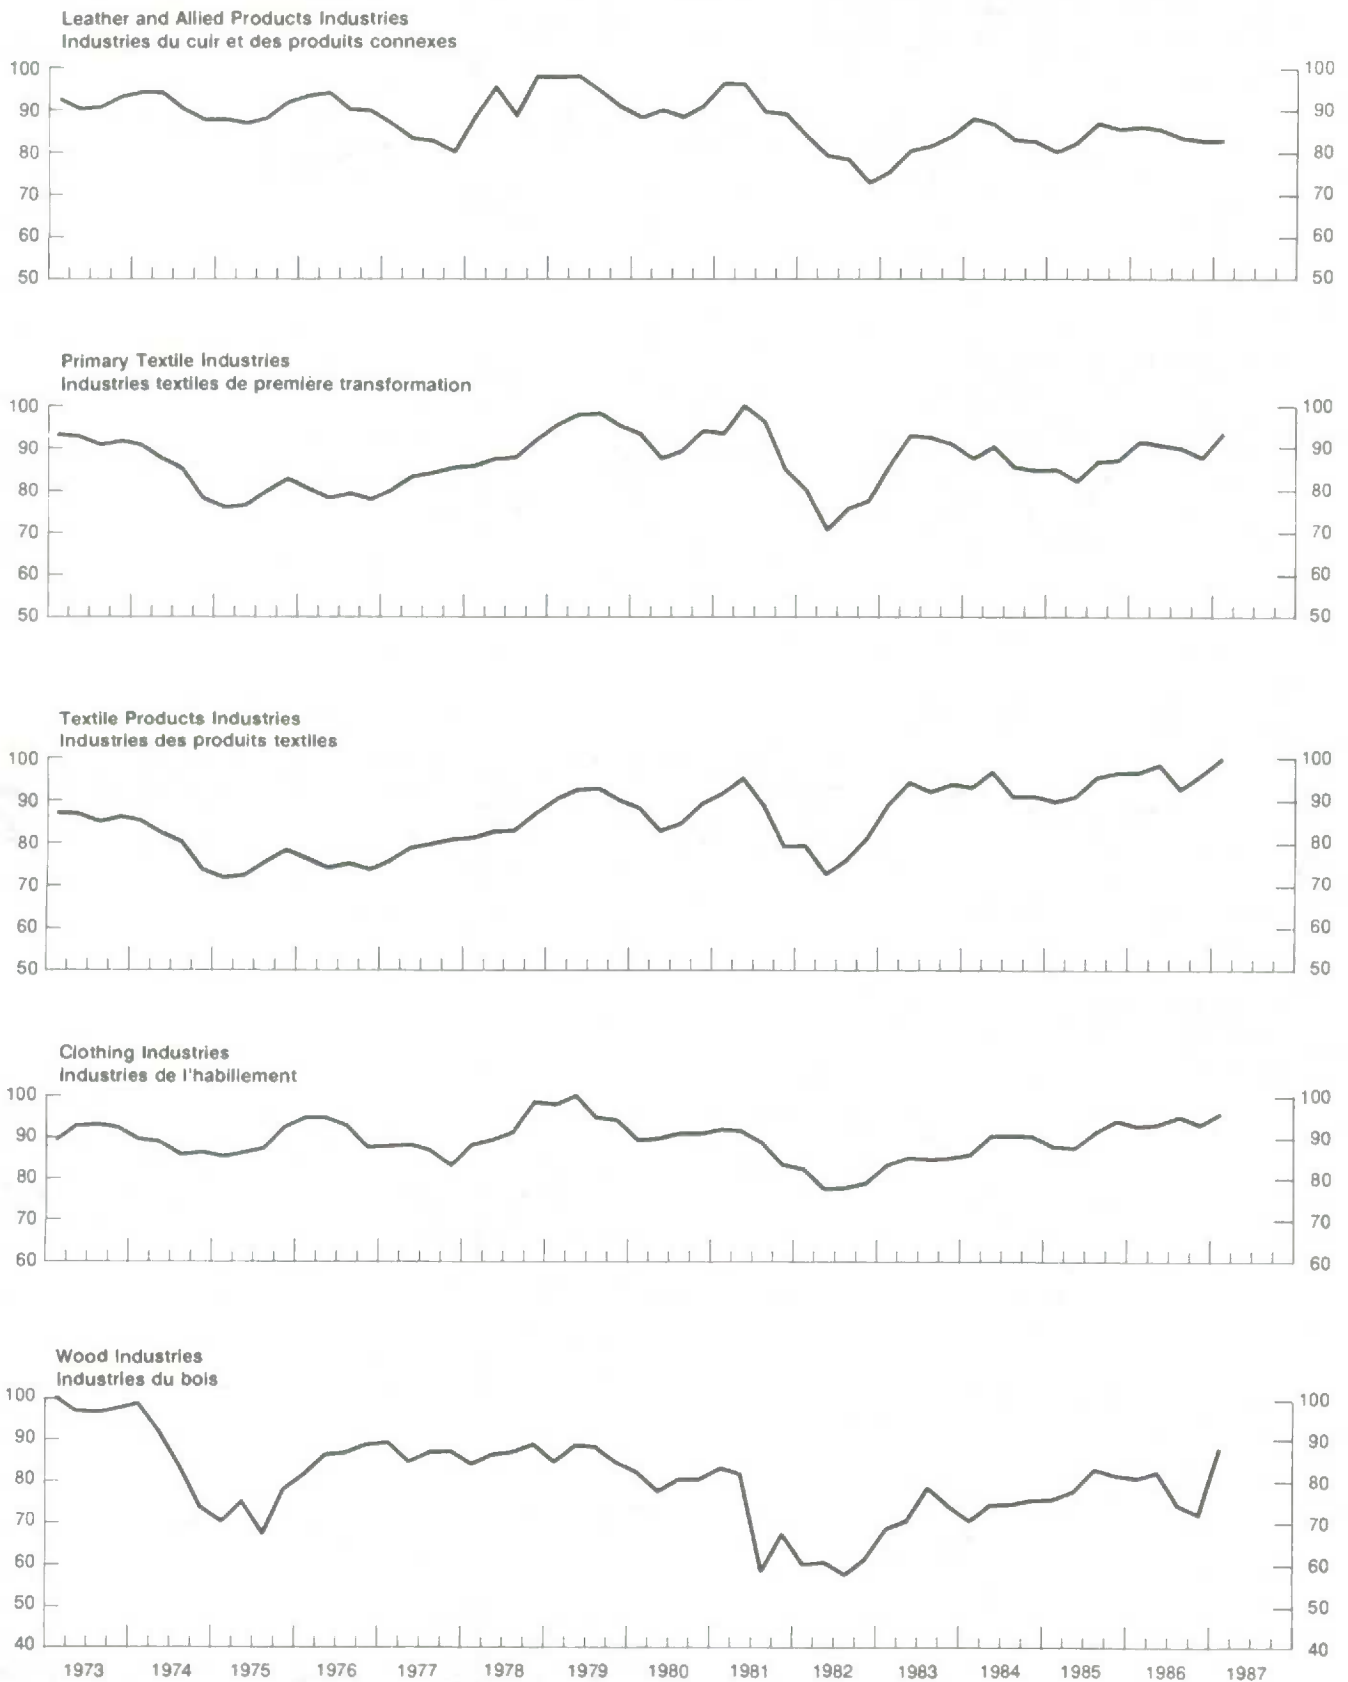 Leather and Allied Products Industries
Industries du cuir et des produits connexes
100 100
90 90
80 80
70 70
60 60
50 50
Primary Textile Industries
Industries textiles de première transformation
100 100
90 90
80 80
70 70
60 60
50 50
Textile Products Industries
Industries des produits textiles
100 100
90 90
80 80
70 70
60 60
50 50
Clothing Industries
Industries de l'habillement
100 100
90 90
80 80
70 70
60 60
Wood Industries
Industries du bois
100 100
90 90
80 80
70 70
60 60
50 50
40 40
1973 1974 1975 1976 1977 1978 1979 1980 1981 1982 1983 1984 1985 1986 1987